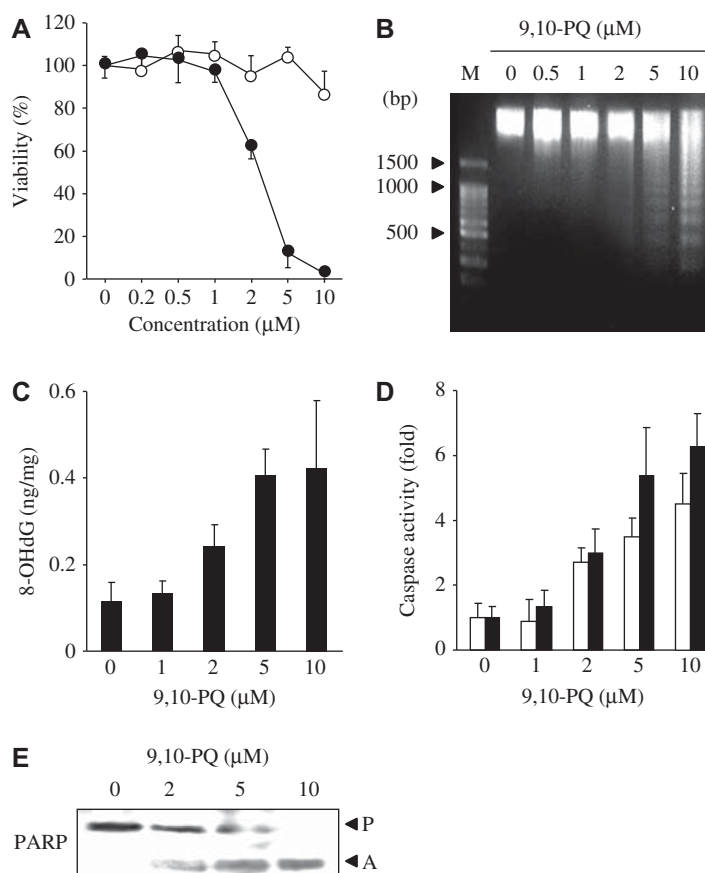 A
120
100
80
60
40
20
0
Viability (%)
0 0.2 0.5 1 2 5 10
Concentration (μM)
B
9,10-PQ (μM)
M 0 0.5 1 2 5 10
(bp)
1500
1000
500
C
0.6
0.4
0.2
0
8-OHdG (ng/mg)
0 1 2 5 10
9,10-PQ (μM)
D
8
6
4
2
0
Caspase activity (fold)
0 1 2 5 10
9,10-PQ (μM)
E
9,10-PQ (μM)
0 2 5 10
PARP
P
A